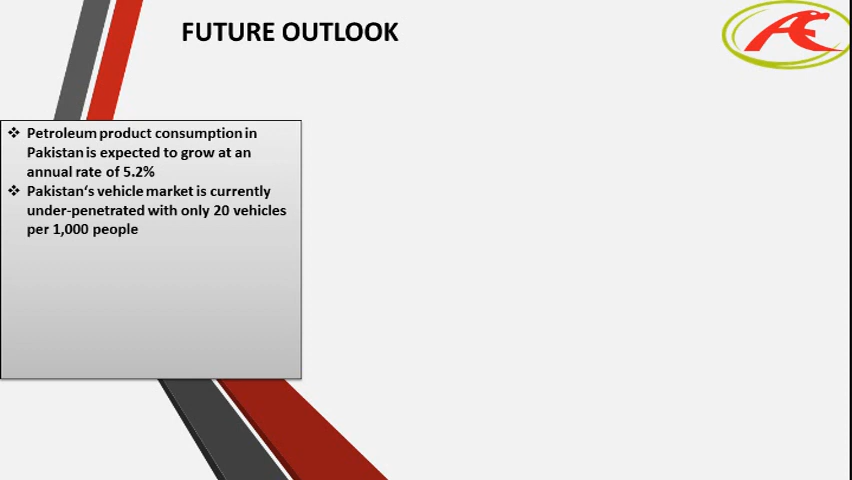 FUTURE OUTLOOK
AE
❖ Petroleum product consumption in
Pakistan is expected to grow at an
annual rate of 5.2%
❖ Pakistan‘s vehicle market is currently
under-penetrated with only 20 vehicles
per 1,000 people